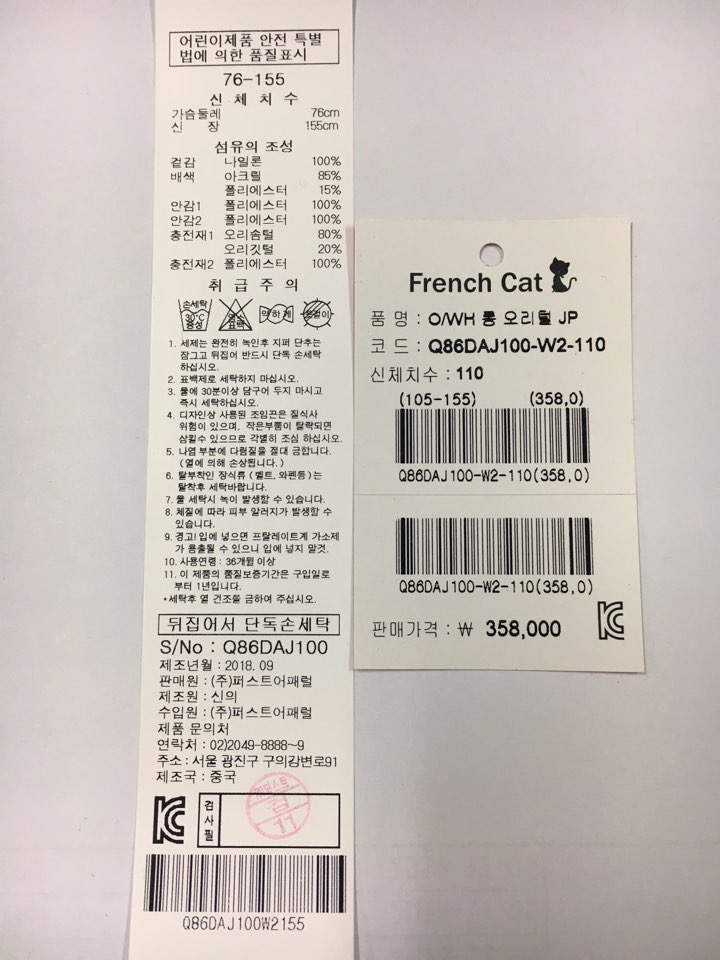 어린이제품 안전 특별
법에 의한 품질표시
76-155
신 체 치 수
가슴둘레 76cm
신 장 155cm
섬유의 조성
겉감 나일론 100%
배색 아크릴 85%
폴리에스터 15%
안감1 폴리에스터 100%
안감2 폴리에스터 100%
충전재1 오리솜털 80%
오리깃털 20%
충전재2 폴리에스터 100%
취 급 주 의
손세탁 30℃ 중성 염소 표백 약하게 옷걸이
1. 세제는 완전히 녹인후 지퍼 단추는
잠그고 뒤집어 반드시 단독 손세탁
하십시오.
2. 표백제로 세탁하지 마십시오.
3. 물에 30분이상 담구어 두지 마시고
즉시 세탁하십시오.
4. 디자인상 사용된 조임끈은 질식사
위험이 있으며, 작은부품이 탈락되면
삼킬수 있으므로 각별히 조심 하십시오.
5. 나염 부분에 다림질을 절대 금합니다.
(열에 의해 손상됩니다.)
6. 탈부착인 장식류 (벨트, 와펜등)는
탈착후 세탁바랍니다.
7. 물 세탁시 녹이 발생할 수 있습니다.
8. 체질에 따라 피부 알러지가 발생할 수
있습니다.
9. 경고! 입에 넣으면 프탈레이트계 가소제
가 용출될 수 있으니 입에 넣지 말것.
10. 사용연령 : 36개월 이상
11. 이 제품의 품질보증기간은 구입일로
부터 1년입니다.
*세탁후 열 건조를 금하여 주십시오.
뒤집어서 단독손세탁
S/No : Q86DAJ100
제조년월 : 2018. 09
판매원 : (주)퍼스트어패럴
제조원 : 신의
수입원 : (주)퍼스트어패럴
제품 문의처
연락처 : 02)2049-8888~9
주소 : 서울 광진구 구의강변로91
제조국 : 중국
검사필
검
11
Q86DAJ100W2155
French Cat
품 명 : O/WH 롱 오리털 JP
코 드 : Q86DAJ100-W2-110
신체치수 : 110
(105-155) (358,0)
Q86DAJ100-W2-110(358,0)
Q86DAJ100-W2-110(358,0)
판매가격 : ₩ 358,000